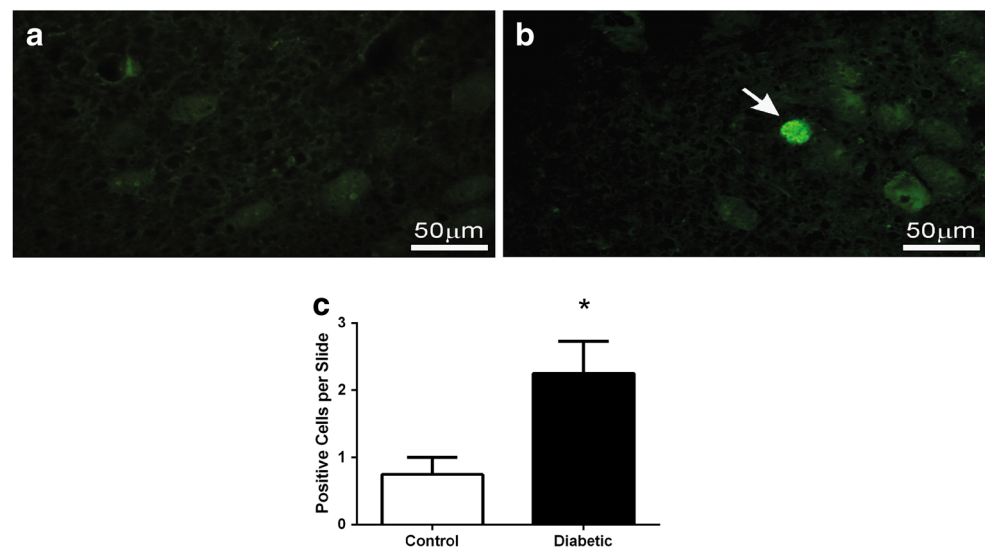 a
b
50μm
50μm
c
*
Positive Cells per Slide
3
2
1
0
Control
Diabetic